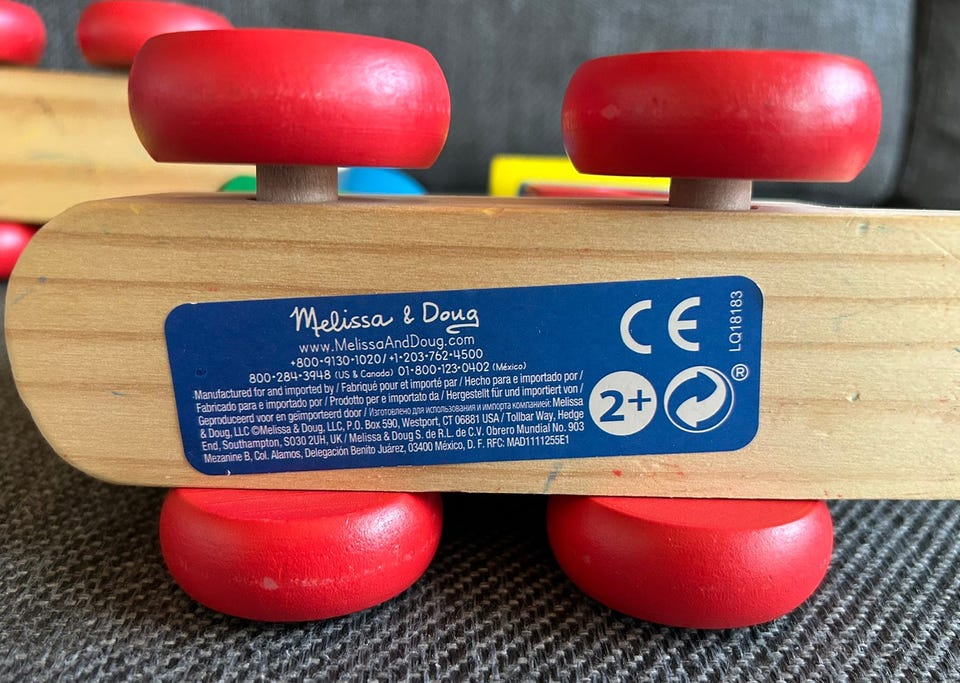 Melissa & Doug
www.MelissaAndDoug.com
+800-9130-1020/+1-203-762-4500
800-284-3948 (US & Canada) 01-800-123-0402 (México)
Manufactured for and imported by / Fabriqué pour et importé par / Hecho para e importado por /
Fabricado para e importado por / Prodotto per e importato da / Hergestellt für und importiert von /
Geproduceerd voor en geïmporteerd door / Изготовлено для использования и импорта компанией: Melissa
& Doug, LLC ©Melissa & Doug, LLC, P.O. Box 590, Westport, CT 06881 USA / Tollbar Way, Hedge
End, Southampton, SO30 2UH, UK / Melissa & Doug S. de R.L. de C.V. Obrero Mundial No. 903
Mezanine B, Col. Alamos, Delegación Benito Juárez, 03400 México, D. F. RFC: MAD1111255E1
CE
2+
®
LQ18183